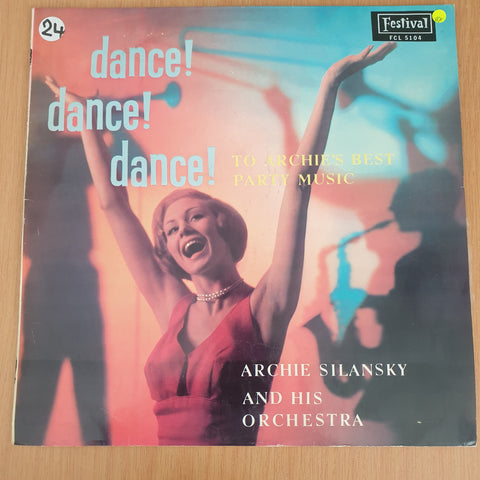 24
Festival
FCL 5104
dance!
dance!
dance!
TO ARCHIE'S BEST
PARTY MUSIC
ARCHIE SILANSKY
AND HIS
ORCHESTRA